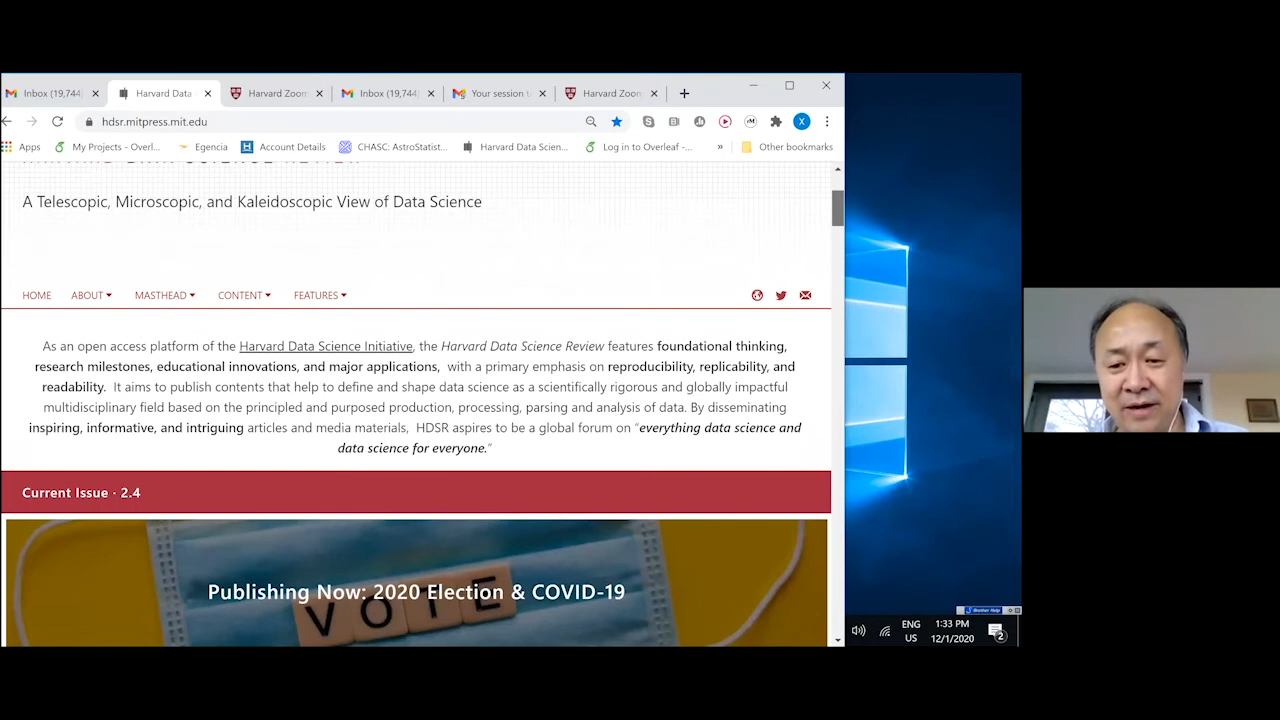 Inbox (19,744
Harvard Data
Harvard Zoom
Inbox (19,744
Your session
Harvard Zoom
hdsr.mitpress.mit.edu
X
Apps
My Projects - Overl...
Egencia
H
Account Details
CHASC: AstroStatist...
Harvard Data Scien...
Log in to Overleaf -...
»
Other bookmarks
A Telescopic, Microscopic, and Kaleidoscopic View of Data Science
HOME
ABOUT
MASTHEAD
CONTENT
FEATURES
As an open access platform of the Harvard Data Science Initiative, the Harvard Data Science Review features foundational thinking,
research milestones, educational innovations, and major applications, with a primary emphasis on reproducibility, replicability, and
readability. It aims to publish contents that help to define and shape data science as a scientifically rigorous and globally impactful
multidisciplinary field based on the principled and purposed production, processing, parsing and analysis of data. By disseminating
inspiring, informative, and intriguing articles and media materials, HDSR aspires to be a global forum on “everything data science and
data science for everyone.”
Current Issue · 2.4
Publishing Now: 2020 Election & COVID-19
VOTE
Brother Help
ENG
US
1:33 PM
12/1/2020
2